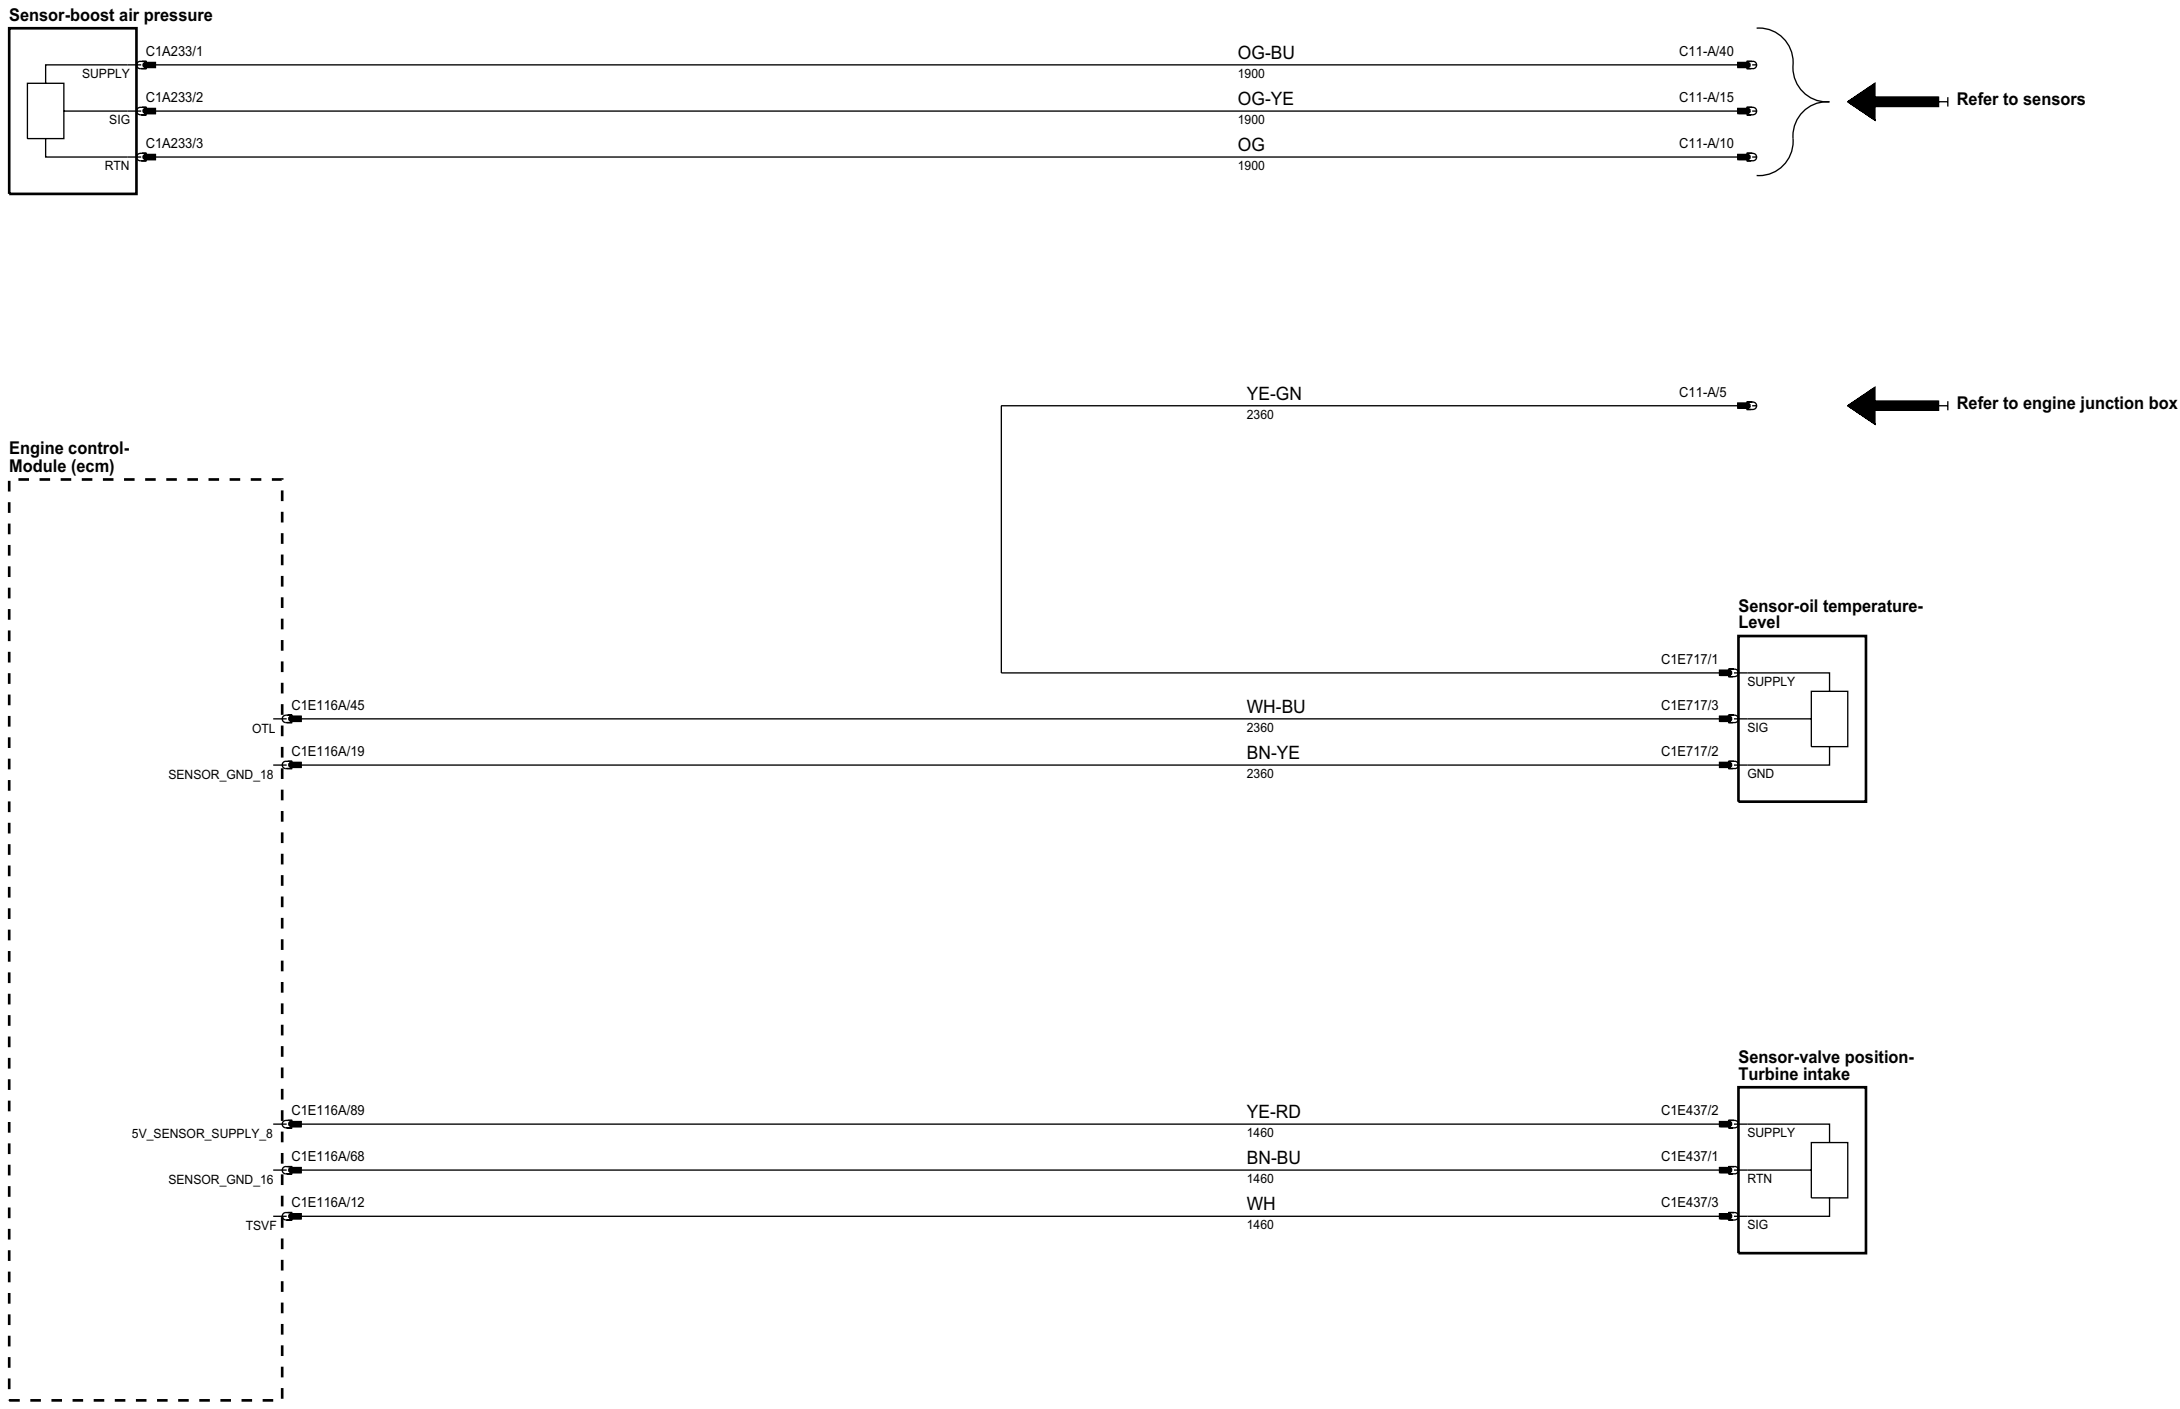 Sensor-boost air pressure
C1A233/1
OG-BU
C11-A/40
SUPPLY
1900
C1A233/2
OG-YE
C11-A/15
Refer to sensors
SIG
1900
C1A233/3
OG
C11-A/10
RTN
1900
YE-GN
C11-A/5
Refer to engine junction box
2360
Engine control-
Module (ecm)
Sensor-oil temperature-
Level
C1E717/1
SUPPLY
C1E116A/45
WH-BU
C1E717/3
OTL
2360
SIG
C1E116A/19
BN-YE
C1E717/2
SENSOR_GND_18
2360
GND
Sensor-valve position-
Turbine intake
C1E116A/89
YE-RD
C1E437/2
5V_SENSOR_SUPPLY_8
1460
SUPPLY
C1E116A/68
BN-BU
C1E437/1
SENSOR_GND_16
1460
RTN
C1E116A/12
WH
C1E437/3
TSVF
1460
SIG